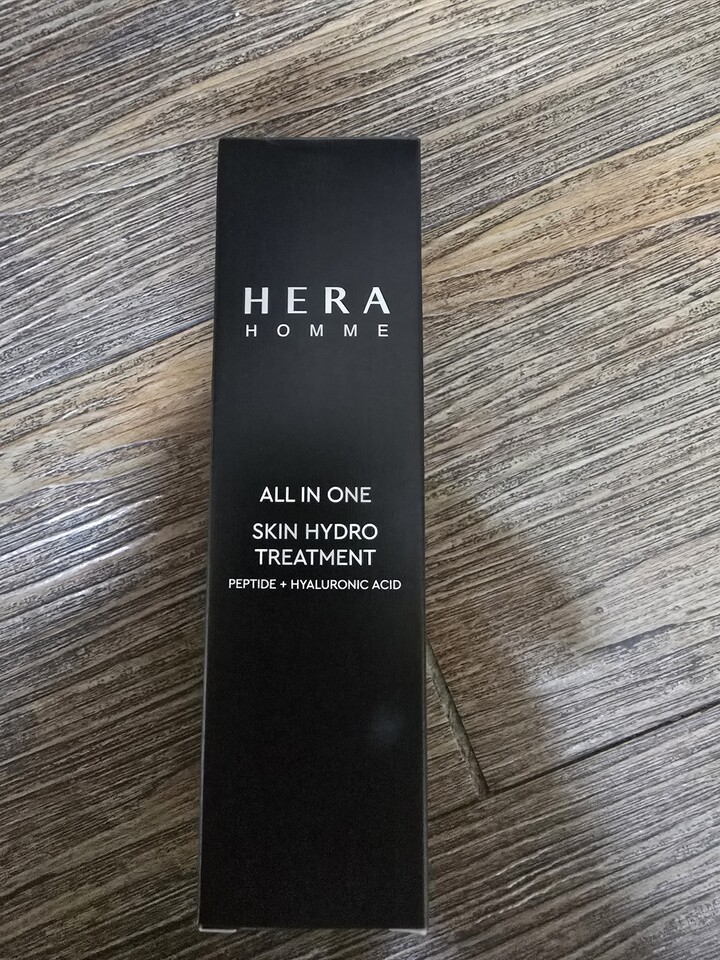 HERA
HOMME
ALL IN ONE
SKIN HYDRO
TREATMENT
PEPTIDE + HYALURONIC ACID